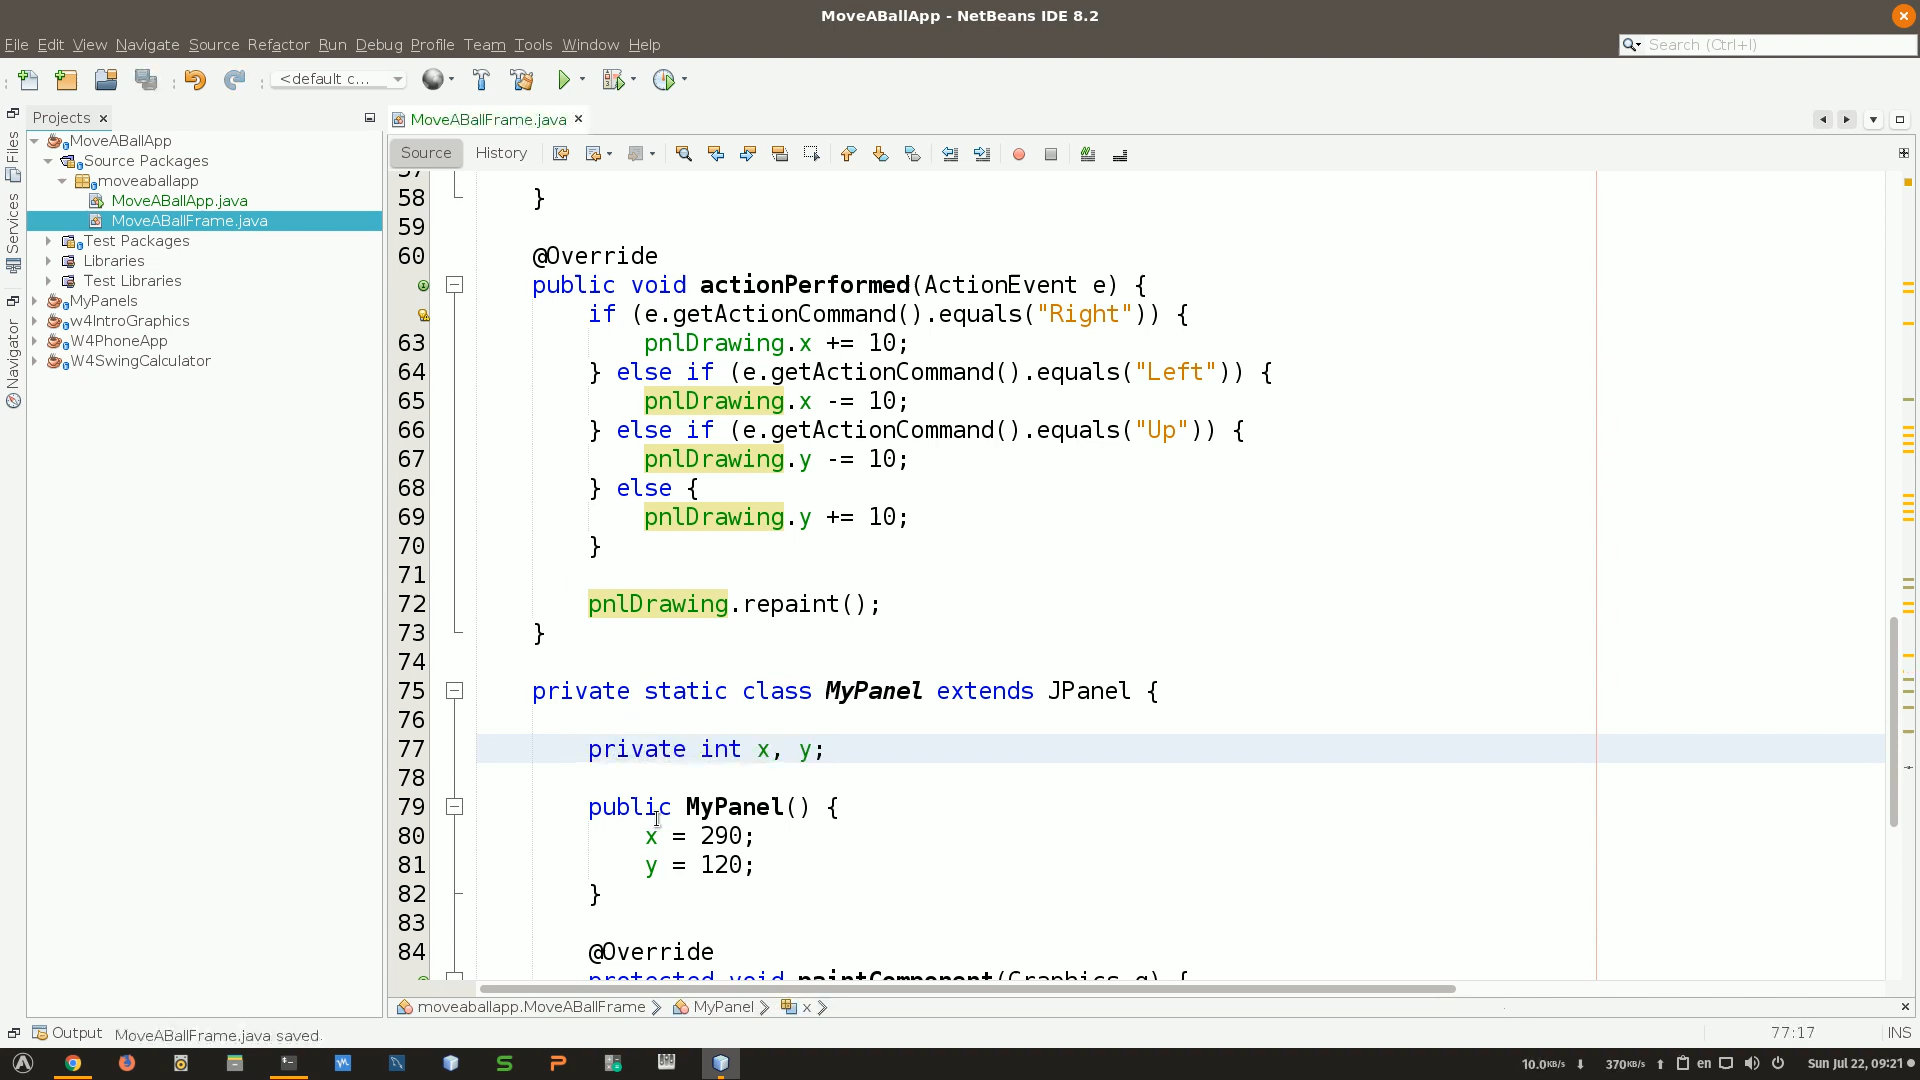 MoveABallApp - NetBeans IDE 8.2
File Edit View Navigate Source Refactor Run Debug Profile Team Tools Window Help
Search (Ctrl+I)
<default c...
Projects
MoveABallFrame.java
Files
Services
Navigator
MoveABallApp
Source Packages
moveaballapp
MoveABallApp.java
MoveABallFrame.java
Test Packages
Libraries
Test Libraries
MyPanels
w4IntroGraphics
W4PhoneApp
W4SwingCalculator
Source History
57
58 }
59
60 @Override
public void actionPerformed(ActionEvent e) {
if (e.getActionCommand().equals("Right")) {
63 pnlDrawing.x += 10;
64 } else if (e.getActionCommand().equals("Left")) {
65 pnlDrawing.x -= 10;
66 } else if (e.getActionCommand().equals("Up")) {
67 pnlDrawing.y -= 10;
68 } else {
69 pnlDrawing.y += 10;
70 }
71
72 pnlDrawing.repaint();
73 }
74
75 private static class MyPanel extends JPanel {
76
77 private int x, y;
78
79 public MyPanel() {
80 x = 290;
81 y = 120;
82 }
83
84 @Override
protected void paintComponent(Graphics g) {
moveaballapp.MoveABallFrame MyPanel x
Output MoveABallFrame.java saved.
77:17 INS
10.0KB/s 370KB/s en Sun Jul 22, 09:21